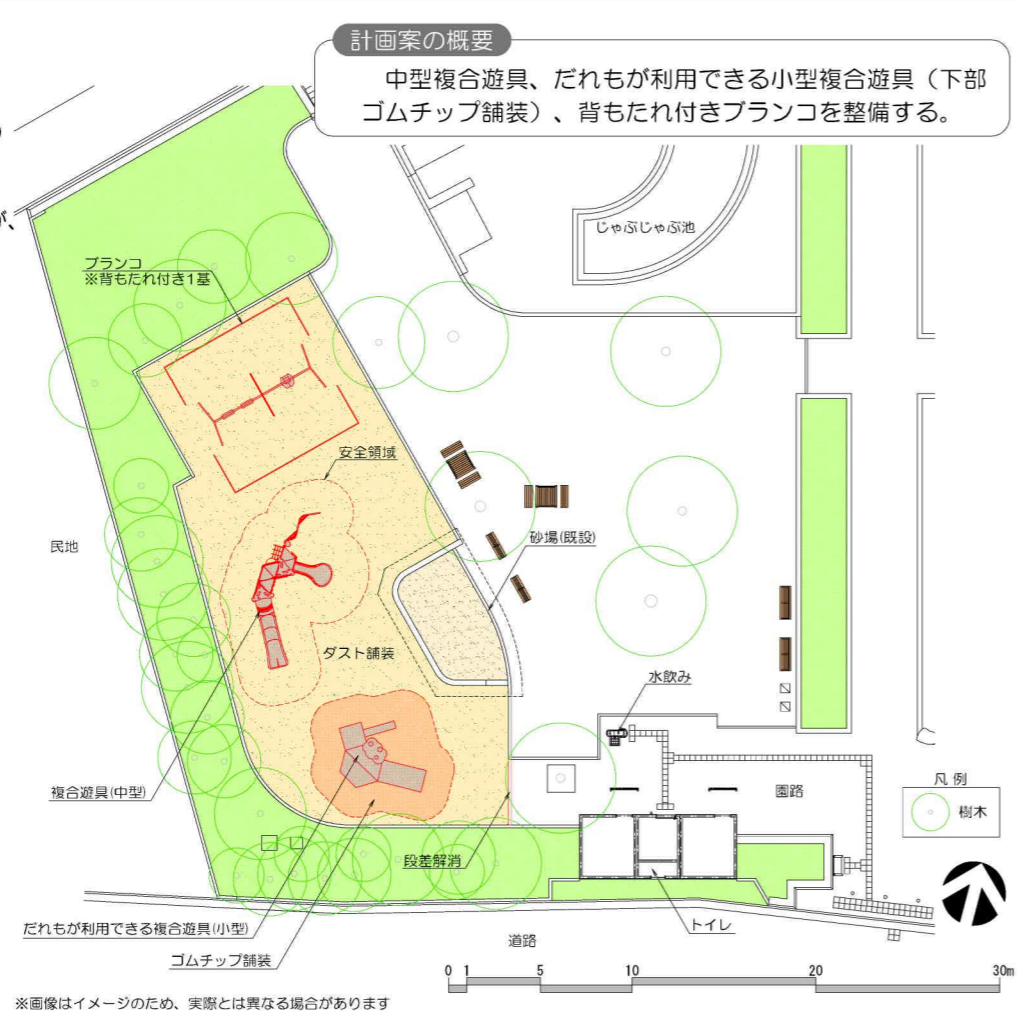 計画案の概要
中型複合遊具、だれもが利用できる小型複合遊具（下部
ゴムチップ舗装）、背もたれ付きブランコを整備する。
が、
じゃぶじゃぶ池
ブランコ
※背もたれ付き1基
安全領域
民地
砂場(既設)
ダスト舗装
水飲み
複合遊具(中型)
園路
凡 例
樹木
段差解消
だれもが利用できる複合遊具(小型)
ゴムチップ舗装
トイレ
道路
0 1 5 10 20 30m
※画像はイメージのため、実際とは異なる場合があります